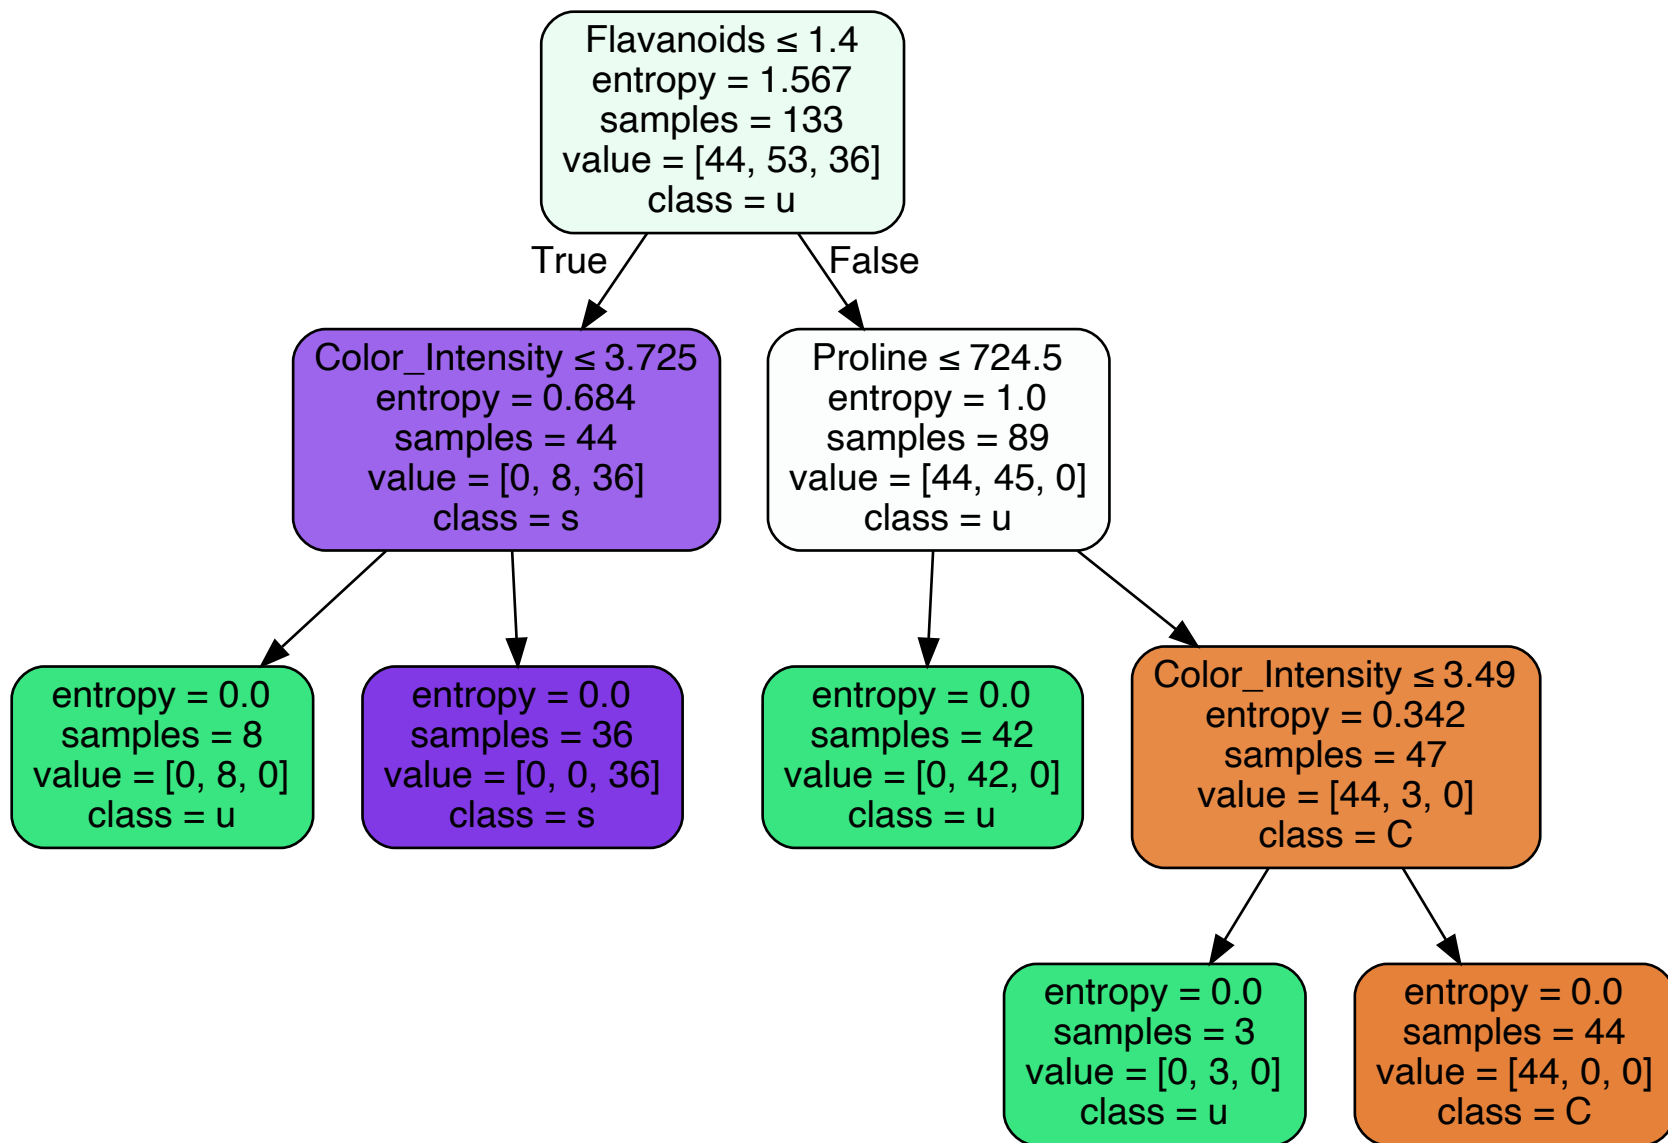 Flavanoids ≤ 1.4
entropy = 1.567
samples = 133
value = [44, 53, 36]
class = u
True
False
Color_Intensity ≤ 3.725
entropy = 0.684
samples = 44
value = [0, 8, 36]
class = s
Proline ≤ 724.5
entropy = 1.0
samples = 89
value = [44, 45, 0]
class = u
entropy = 0.0
samples = 8
value = [0, 8, 0]
class = u
entropy = 0.0
samples = 36
value = [0, 0, 36]
class = s
entropy = 0.0
samples = 42
value = [0, 42, 0]
class = u
Color_Intensity ≤ 3.49
entropy = 0.342
samples = 47
value = [44, 3, 0]
class = C
entropy = 0.0
samples = 3
value = [0, 3, 0]
class = u
entropy = 0.0
samples = 44
value = [44, 0, 0]
class = C